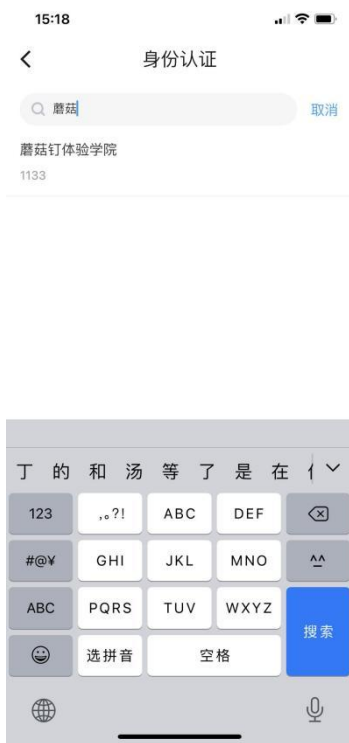 15:18
身份认证
蘑菇 取消
蘑菇钉体验学院
1133
丁 的 和 汤 等 了 是 在
123 ,。?! ABC DEF
#@¥ GHI JKL MNO ^^
ABC PQRS TUV WXYZ 搜索
选拼音 空格